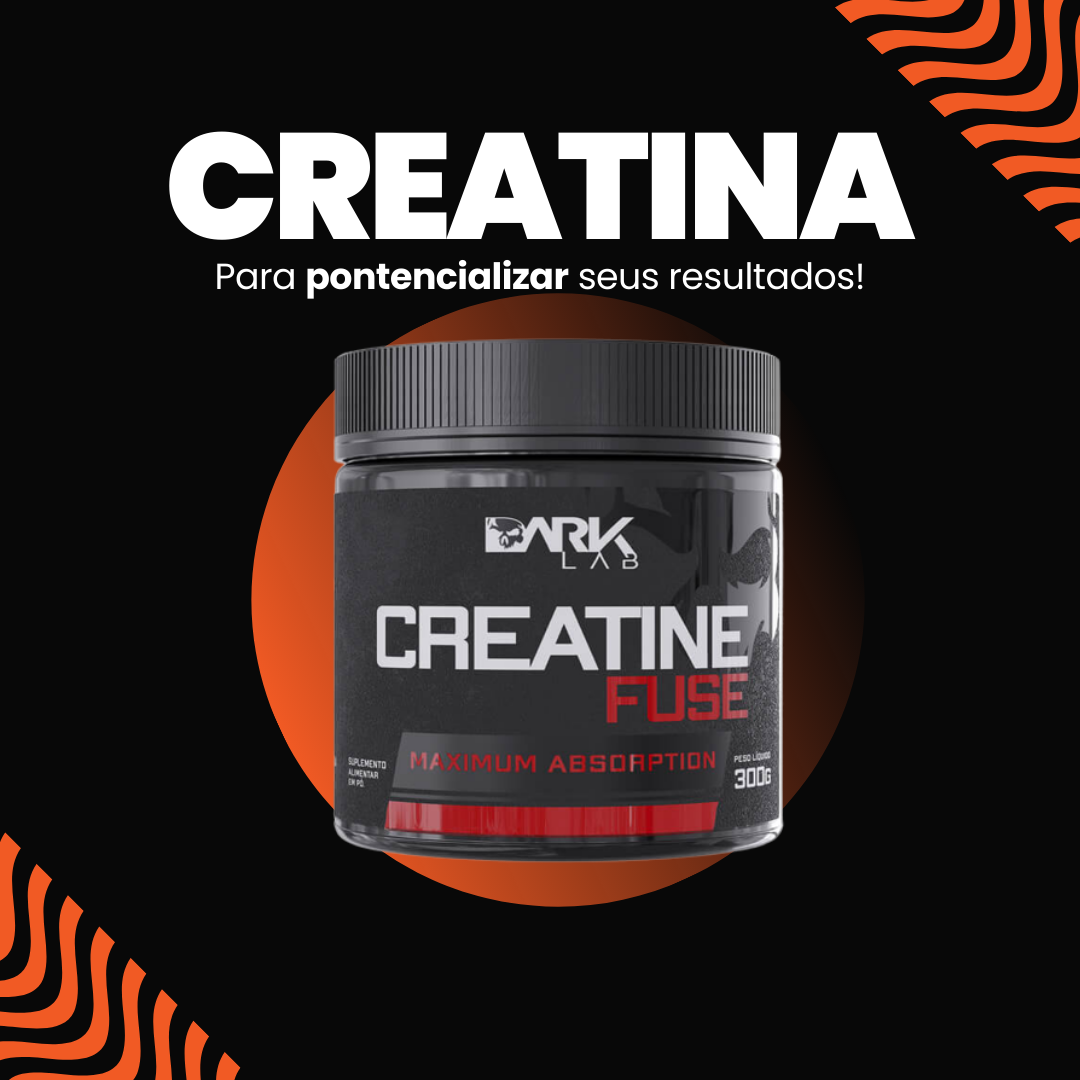 CREATINA
Para pontencializar seus resultados!
DARK
LAB
CREATINE
FUSE
MAXIMUM ABSORPTION
SUPLEMENTO
ALIMENTAR
EM PÓ
PESO LÍQUIDO
300G